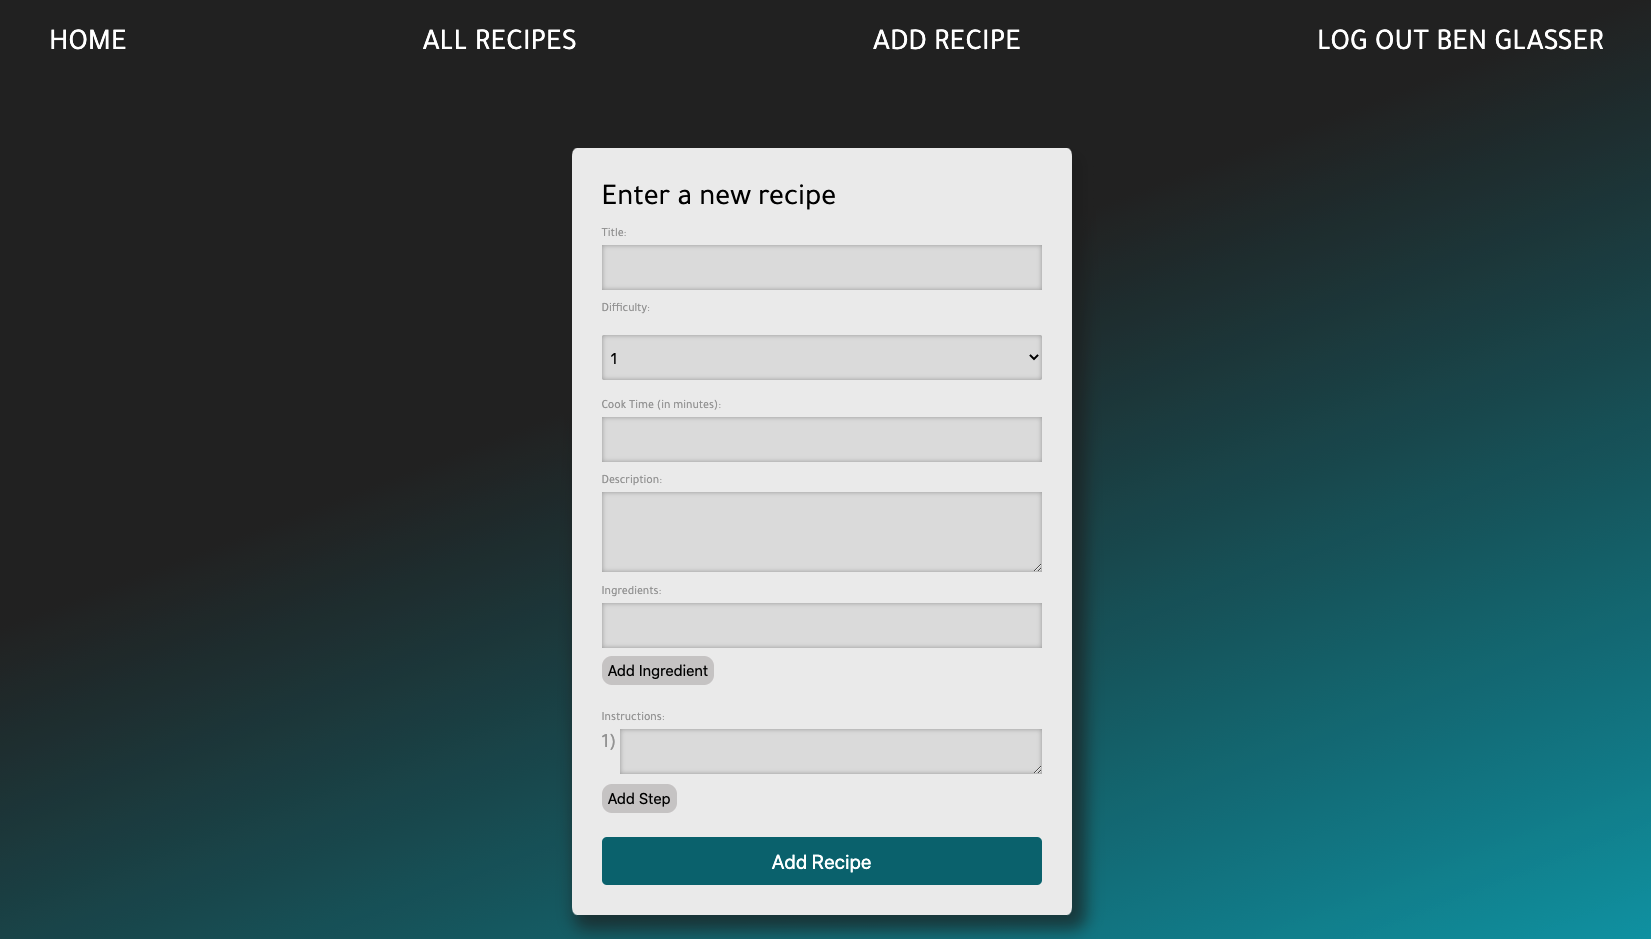 HOME ALL RECIPES ADD RECIPE LOG OUT BEN GLASSER
Enter a new recipe
Title:
Difficulty:
1
Cook Time (in minutes):
Description:
Ingredients:
Add Ingredient
Instructions:
1)
Add Step
Add Recipe